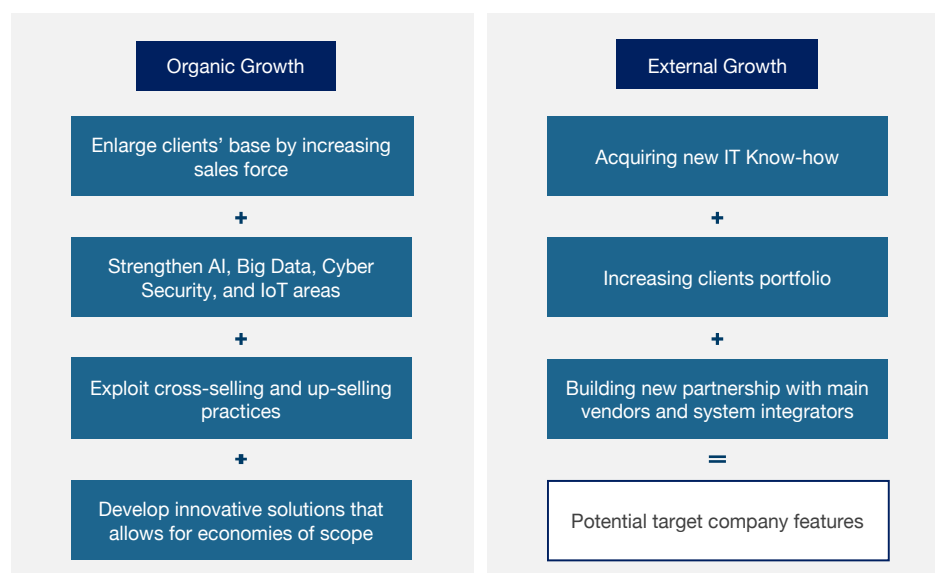 Organic Growth
Enlarge clients' base by increasing
sales force
+
Strengthen AI, Big Data, Cyber
Security, and IoT areas
+
Exploit cross-selling and up-selling
practices
+
Develop innovative solutions that
allows for economies of scope
External Growth
Acquiring new IT Know-how
+
Increasing clients portfolio
+
Building new partnership with main
vendors and system integrators
=
Potential target company features